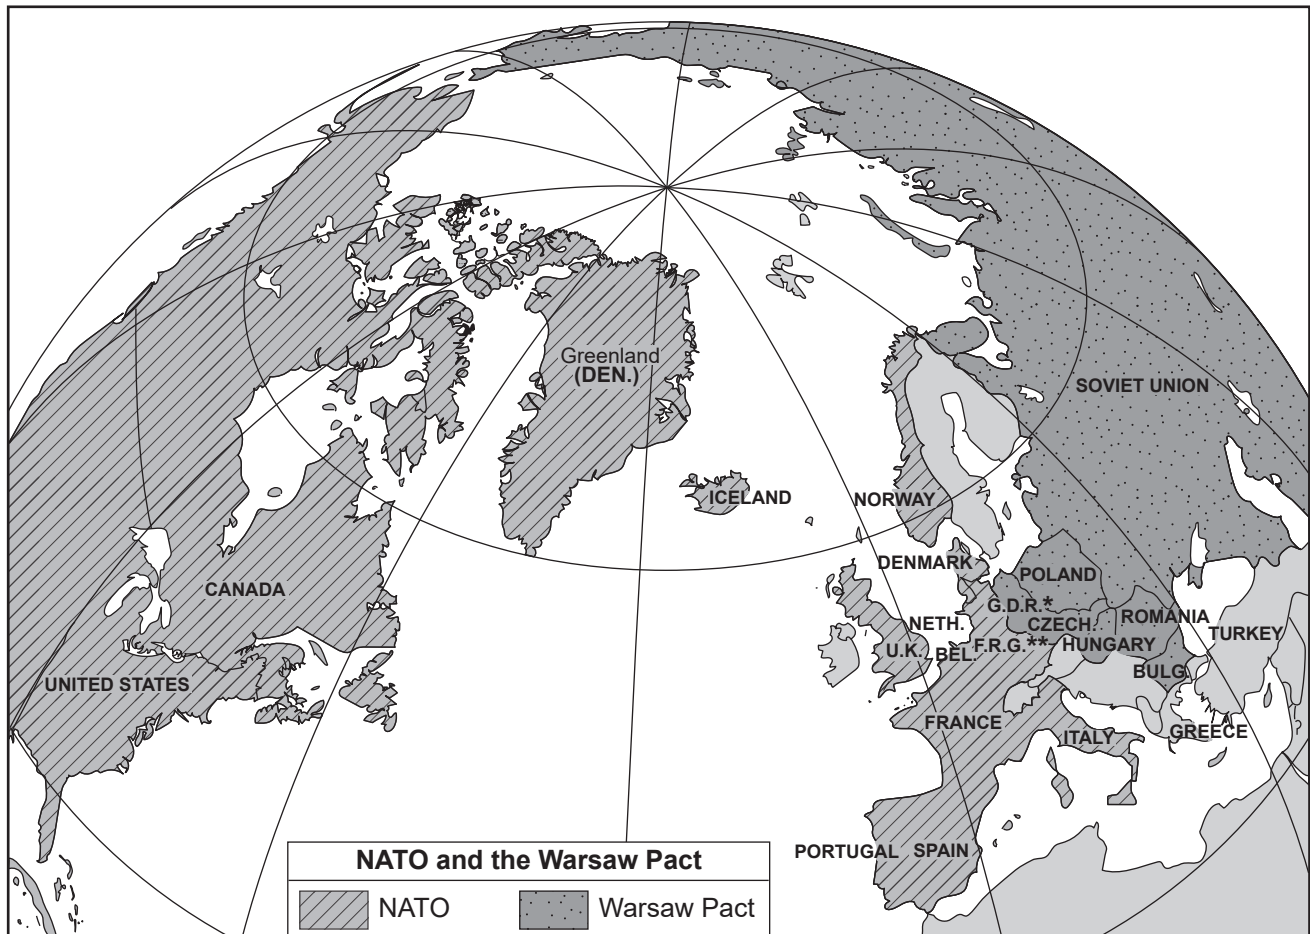 Greenland
(DEN.)
SOVIET UNION
ICELAND
NORWAY
DENMARK
CANADA
POLAND
G.D.R.*
NETH.
CZECH.
ROMANIA
U.K.
BEL.
F.R.G.**
HUNGARY
TURKEY
BULG.
UNITED STATES
FRANCE
ITALY
GREECE
PORTUGAL
SPAIN
NATO and the Warsaw Pact
NATO
Warsaw Pact